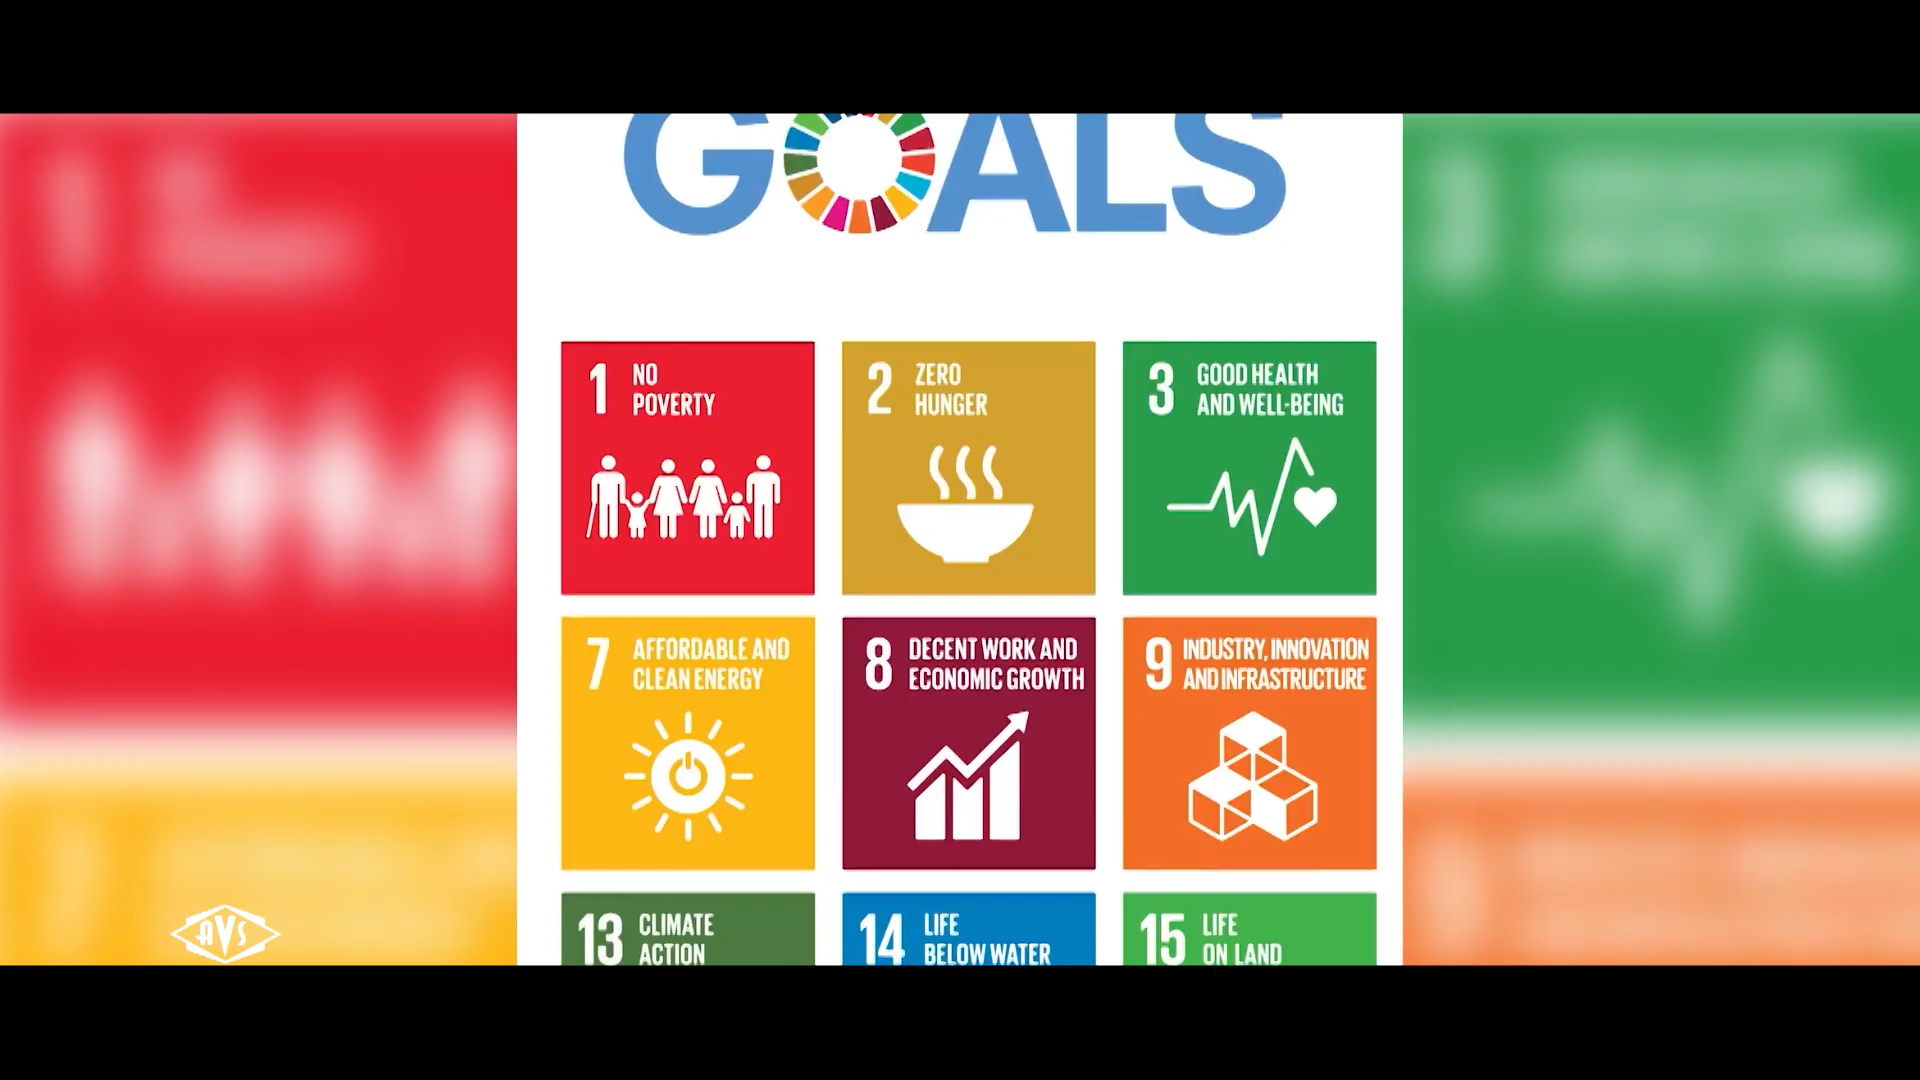 GOALS
1 NO
POVERTY
2 ZERO
HUNGER
3 GOOD HEALTH
AND WELL-BEING
7 AFFORDABLE AND
CLEAN ENERGY
8 DECENT WORK AND
ECONOMIC GROWTH
9 INDUSTRY, INNOVATION
AND INFRASTRUCTURE
13 CLIMATE
ACTION
14 LIFE
BELOW WATER
15 LIFE
ON LAND
AVS